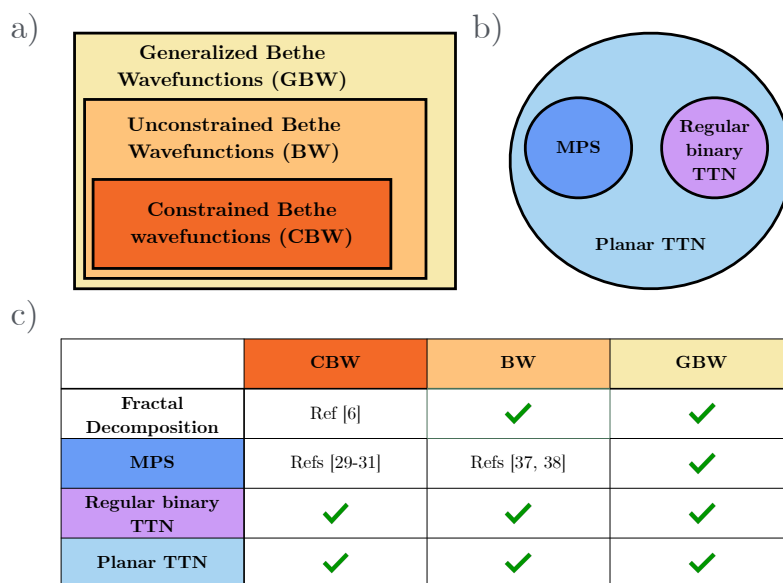 a)
Generalized Bethe
Wavefunctions (GBW)
Unconstrained Bethe
Wavefunctions (BW)
Constrained Bethe
wavefunctions (CBW)
b)
MPS
Regular
binary
TTN
Planar TTN
c)
CBW BW GBW
Fractal
Decomposition
Ref [6]
MPS Refs [29-31] Refs [37, 38]
Regular binary
TTN
Planar TTN